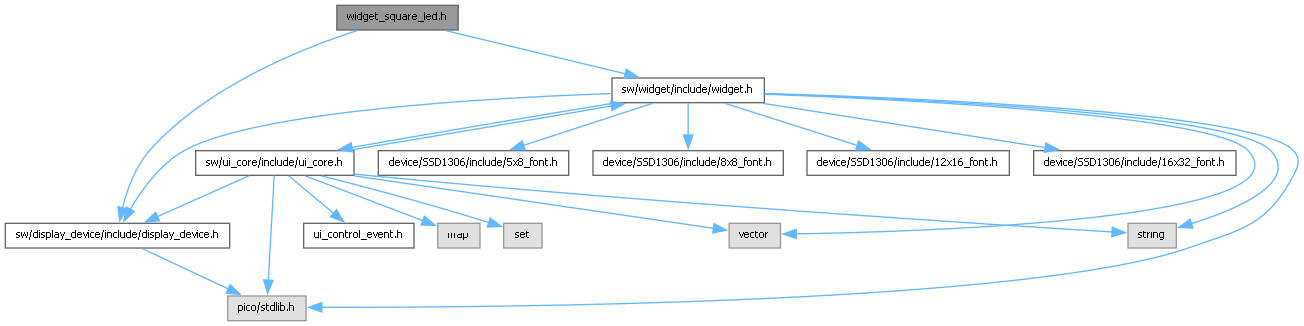 widget_square_led.h
sw/widget/include/widget.h
sw/ui_core/include/ui_core.h
device/SSD1306/include/5x8_font.h
device/SSD1306/include/8x8_font.h
device/SSD1306/include/12x16_font.h
device/SSD1306/include/16x32_font.h
sw/display_device/include/display_device.h
ui_control_event.h
map
set
vector
string
pico/stdlib.h